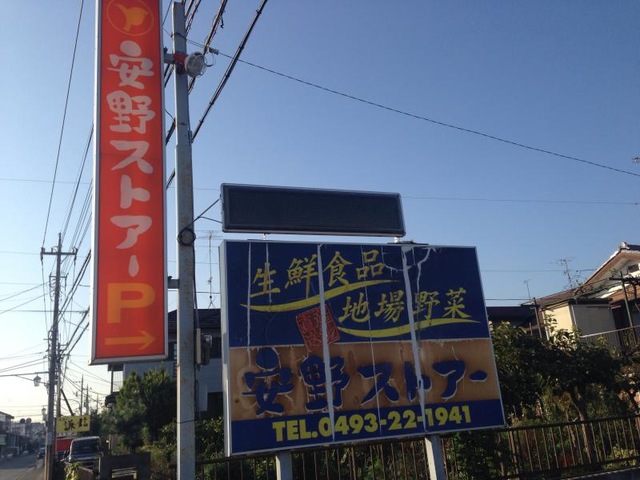 安野ストアー
P
→
生鮮食品
地場野菜
安野ストアー
TEL.0493-22-1941